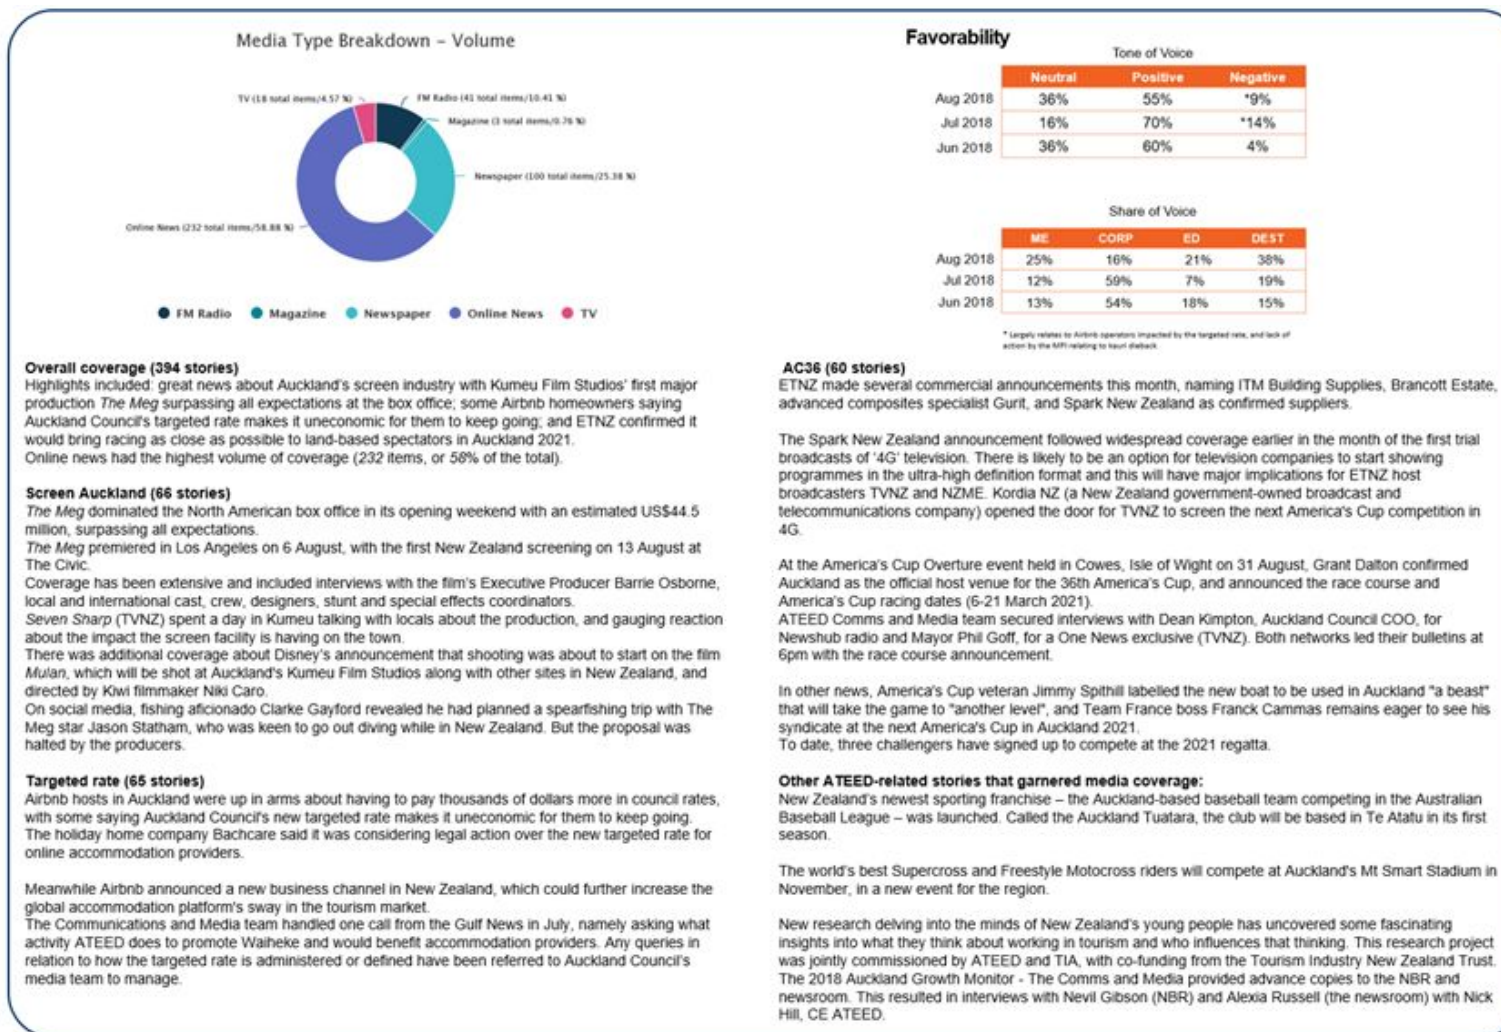 Media Type Breakdown – Volume
TV (18 total items/4.57 %)
FM Radio (41 total items/10.41 %)
Magazine (3 total items/0.76 %)
Newspaper (100 total items/25.38 %)
Online News (232 total items/58.88 %)
FM Radio Magazine Newspaper Online News TV
Favorability
Tone of Voice
Neutral Positive Negative
Aug 2018 36% 55% *9%
Jul 2018 16% 70% *14%
Jun 2018 36% 60% 4%
Share of Voice
ME CORP ED DEST
Aug 2018 25% 16% 21% 38%
Jul 2018 12% 59% 7% 19%
Jun 2018 13% 54% 18% 15%
* Largely relates to Airbnb operators impacted by the targeted rate, and lack of
action by the MPI relating to kauri dieback
Overall coverage (394 stories)
Highlights included: great news about Auckland's screen industry with Kumeu Film Studios' first major
production The Meg surpassing all expectations at the box office; some Airbnb homeowners saying
Auckland Council's targeted rate makes it uneconomic for them to keep going; and ETNZ confirmed it
would bring racing as close as possible to land-based spectators in Auckland 2021.
Online news had the highest volume of coverage (232 items, or 58% of the total).
Screen Auckland (66 stories)
The Meg dominated the North American box office in its opening weekend with an estimated US$44.5
million, surpassing all expectations.
The Meg premiered in Los Angeles on 6 August, with the first New Zealand screening on 13 August at
The Civic.
Coverage has been extensive and included interviews with the film's Executive Producer Barrie Osborne,
local and international cast, crew, designers, stunt and special effects coordinators.
Seven Sharp (TVNZ) spent a day in Kumeu talking with locals about the production, and gauging reaction
about the impact the screen facility is having on the town.
There was additional coverage about Disney's announcement that shooting was about to start on the film
Mulan, which will be shot at Auckland's Kumeu Film Studios along with other sites in New Zealand, and
directed by Kiwi filmmaker Niki Caro.
On social media, fishing aficionado Clarke Gayford revealed he had planned a spearfishing trip with The
Meg star Jason Statham, who was keen to go out diving while in New Zealand. But the proposal was
halted by the producers.
Targeted rate (65 stories)
Airbnb hosts in Auckland were up in arms about having to pay thousands of dollars more in council rates,
with some saying Auckland Council's new targeted rate makes it uneconomic for them to keep going.
The holiday home company Bachcare said it was considering legal action over the new targeted rate for
online accommodation providers.
Meanwhile Airbnb announced a new business channel in New Zealand, which could further increase the
global accommodation platform's sway in the tourism market.
The Communications and Media team handled one call from the Gulf News in July, namely asking what
activity ATEED does to promote Waiheke and would benefit accommodation providers. Any queries in
relation to how the targeted rate is administered or defined have been referred to Auckland Council's
media team to manage.
AC36 (60 stories)
ETNZ made several commercial announcements this month, naming ITM Building Supplies, Brancott Estate,
advanced composites specialist Gurit, and Spark New Zealand as confirmed suppliers.
The Spark New Zealand announcement followed widespread coverage earlier in the month of the first trial
broadcasts of '4G' television. There is likely to be an option for television companies to start showing
programmes in the ultra-high definition format and this will have major implications for ETNZ host
broadcasters TVNZ and NZME. Kordia NZ (a New Zealand government-owned broadcast and
telecommunications company) opened the door for TVNZ to screen the next America's Cup competition in
4G.
At the America's Cup Overture event held in Cowes, Isle of Wight on 31 August, Grant Dalton confirmed
Auckland as the official host venue for the 36th America's Cup, and announced the race course and
America's Cup racing dates (6-21 March 2021).
ATEED Comms and Media team secured interviews with Dean Kimpton, Auckland Council COO, for
Newshub radio and Mayor Phil Goff, for a One News exclusive (TVNZ). Both networks led their bulletins at
6pm with the race course announcement.
In other news, America's Cup veteran Jimmy Spithill labelled the new boat to be used in Auckland "a beast"
that will take the game to "another level", and Team France boss Franck Cammas remains eager to see his
syndicate at the next America's Cup in Auckland 2021.
To date, three challengers have signed up to compete at the 2021 regatta.
Other ATEED-related stories that garnered media coverage:
New Zealand's newest sporting franchise – the Auckland-based baseball team competing in the Australian
Baseball League – was launched. Called the Auckland Tuatara, the club will be based in Te Atatu in its first
season.
The world's best Supercross and Freestyle Motocross riders will compete at Auckland's Mt Smart Stadium in
November, in a new event for the region.
New research delving into the minds of New Zealand's young people has uncovered some fascinating
insights into what they think about working in tourism and who influences that thinking. This research project
was jointly commissioned by ATEED and TIA, with co-funding from the Tourism Industry New Zealand Trust.
The 2018 Auckland Growth Monitor - The Comms and Media provided advance copies to the NBR and
newsroom. This resulted in interviews with Nevil Gibson (NBR) and Alexia Russell (the newsroom) with Nick
Hill, CE ATEED.